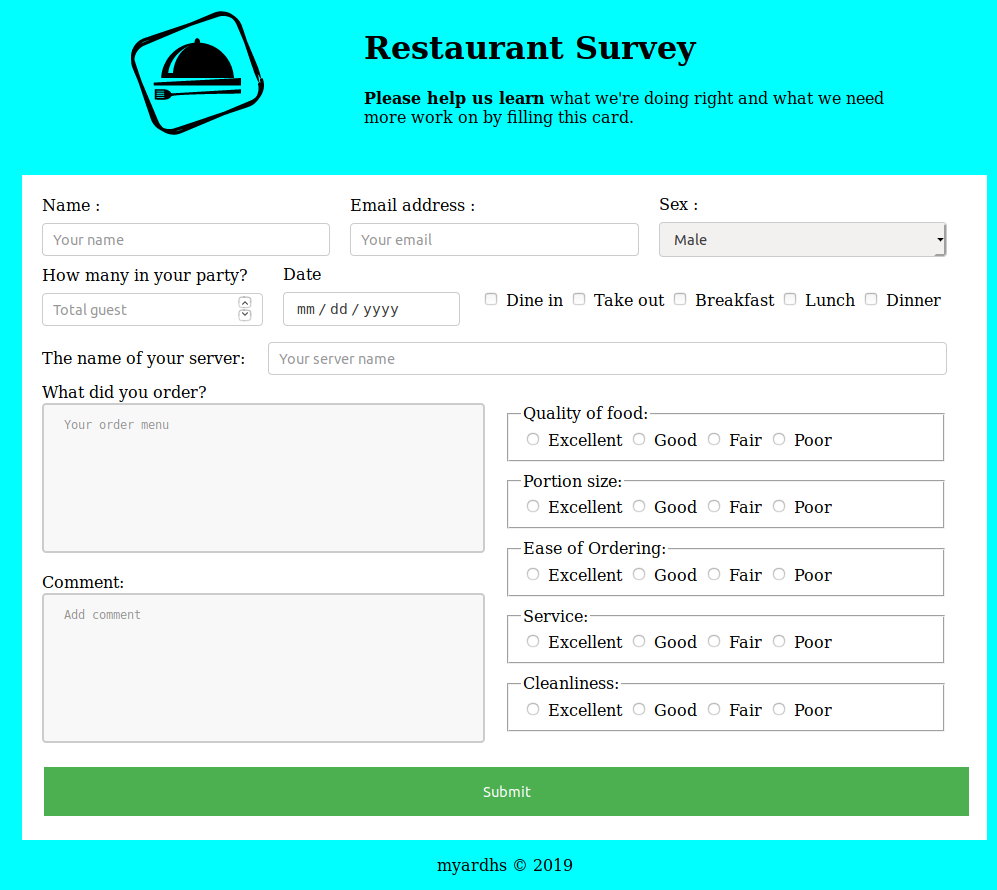 Restaurant Survey
Please help us learn what we're doing right and what we need
more work on by filling this card.
Name :
Your name
Email address :
Your email
Sex :
Male
How many in your party?
Total guest
Date
mm / dd / yyyy
Dine in Take out Breakfast Lunch Dinner
The name of your server:
Your server name
What did you order?
Your order menu
Comment:
Add comment
Quality of food:
Excellent Good Fair Poor
Portion size:
Excellent Good Fair Poor
Ease of Ordering:
Excellent Good Fair Poor
Service:
Excellent Good Fair Poor
Cleanliness:
Excellent Good Fair Poor
Submit
myardhs © 2019